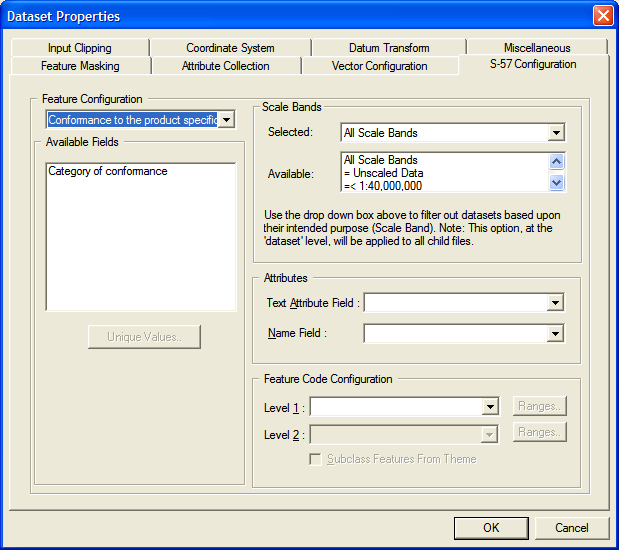 Dataset Properties
Input Clipping
Coordinate System
Datum Transform
Miscellaneous
Feature Masking
Attribute Collection
Vector Configuration
S-57 Configuration
Feature Configuration
Conformance to the product specific
Available Fields
Category of conformance
Unique Values..
Scale Bands
Selected:
All Scale Bands
Available:
All Scale Bands
= Unscaled Data
=< 1:40,000,000
Use the drop down box above to filter out datasets based upon
their intended purpose (Scale Band). Note: This option, at the
'dataset' level, will be applied to all child files.
Attributes
Text Attribute Field :
Name Field :
Feature Code Configuration
Level 1 :
Ranges..
Level 2 :
Ranges..
Subclass Features From Theme
OK
Cancel